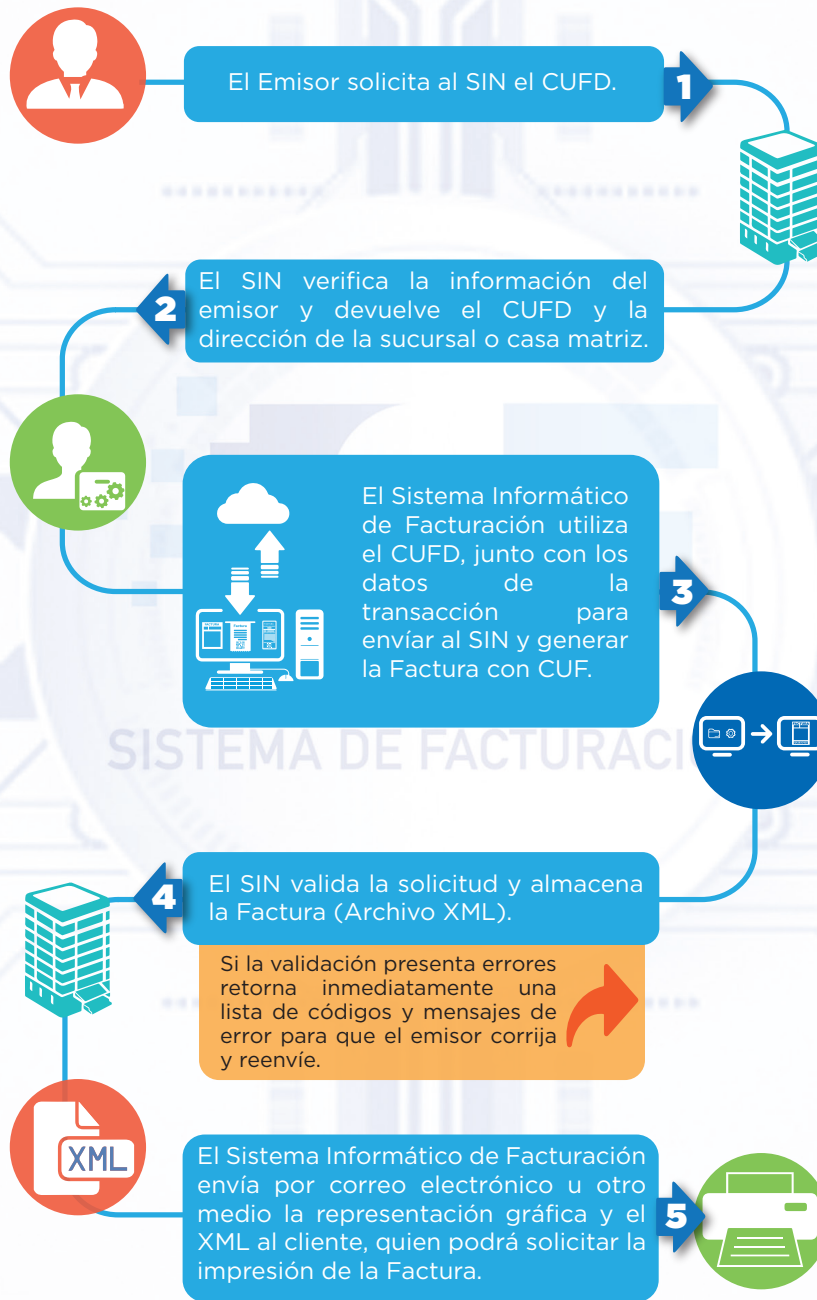 El Emisor solicita al SIN el CUFD.
1
2
El SIN verifica la información del
emisor y devuelve el CUFD y la
dirección de la sucursal o casa matriz.
El Sistema Informático
de Facturación utiliza
el CUFD, junto con los
datos de la
transacción para
envíar al SIN y generar
la Factura con CUF.
3
SISTEMA DE FACTURACI
4
El SIN valida la solicitud y almacena
la Factura (Archivo XML).
Si la validación presenta errores
retorna inmediatamente una
lista de códigos y mensajes de
error para que el emisor corrija
y reenvíe.
XML
El Sistema Informático de Facturación
envía por correo electrónico u otro
medio la representación gráfica y el
XML al cliente, quien podrá solicitar la
impresión de la Factura.
5